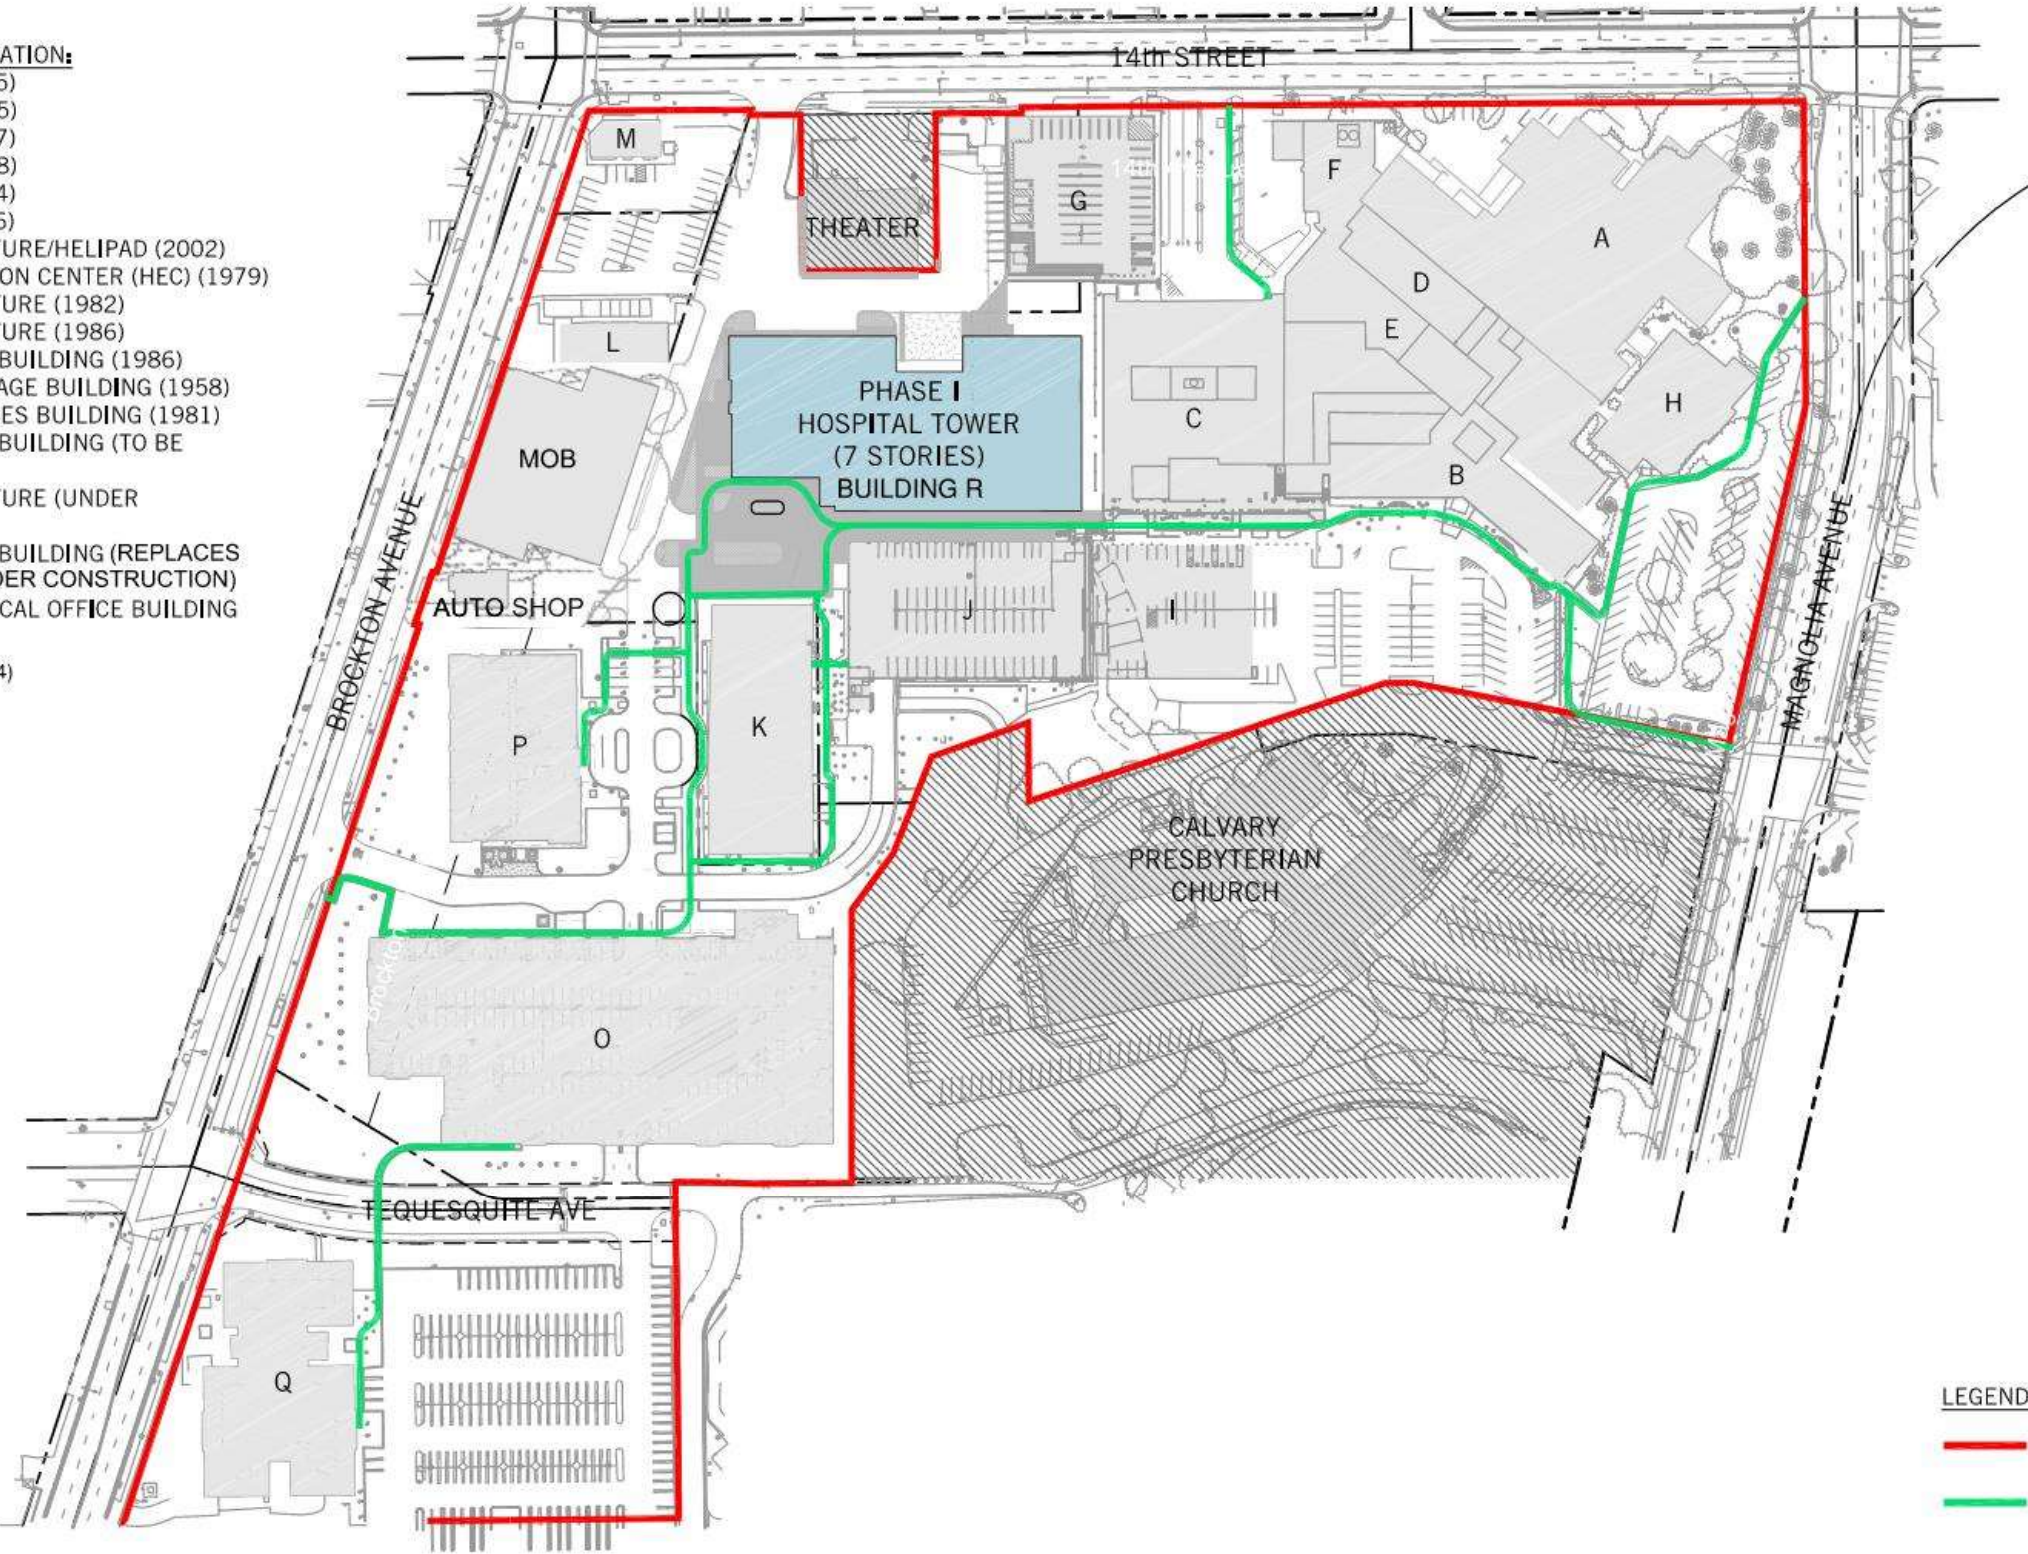 ATION:
5)
5)
7)
8)
4)
5)
TURE/HELIPAD (2002)
ON CENTER (HEC) (1979)
TURE (1982)
TURE (1986)
BUILDING (1986)
AGE BUILDING (1958)
ES BUILDING (1981)
BUILDING (TO BE
TURE (UNDER
BUILDING (REPLACES
DER CONSTRUCTION)
CAL OFFICE BUILDING
4)
14th STREET
M
THEATER
G
F
A
D
E
L
H
C
B
PHASE I
HOSPITAL TOWER
(7 STORIES)
BUILDING R
MOB
AUTO SHOP
BROCKTON AVENUE
MAGNOLIA AVENUE
J
I
P
K
CALVARY
PRESBYTERIAN
CHURCH
Brockton
O
TEQUESQUITE AVE
Q
LEGEND